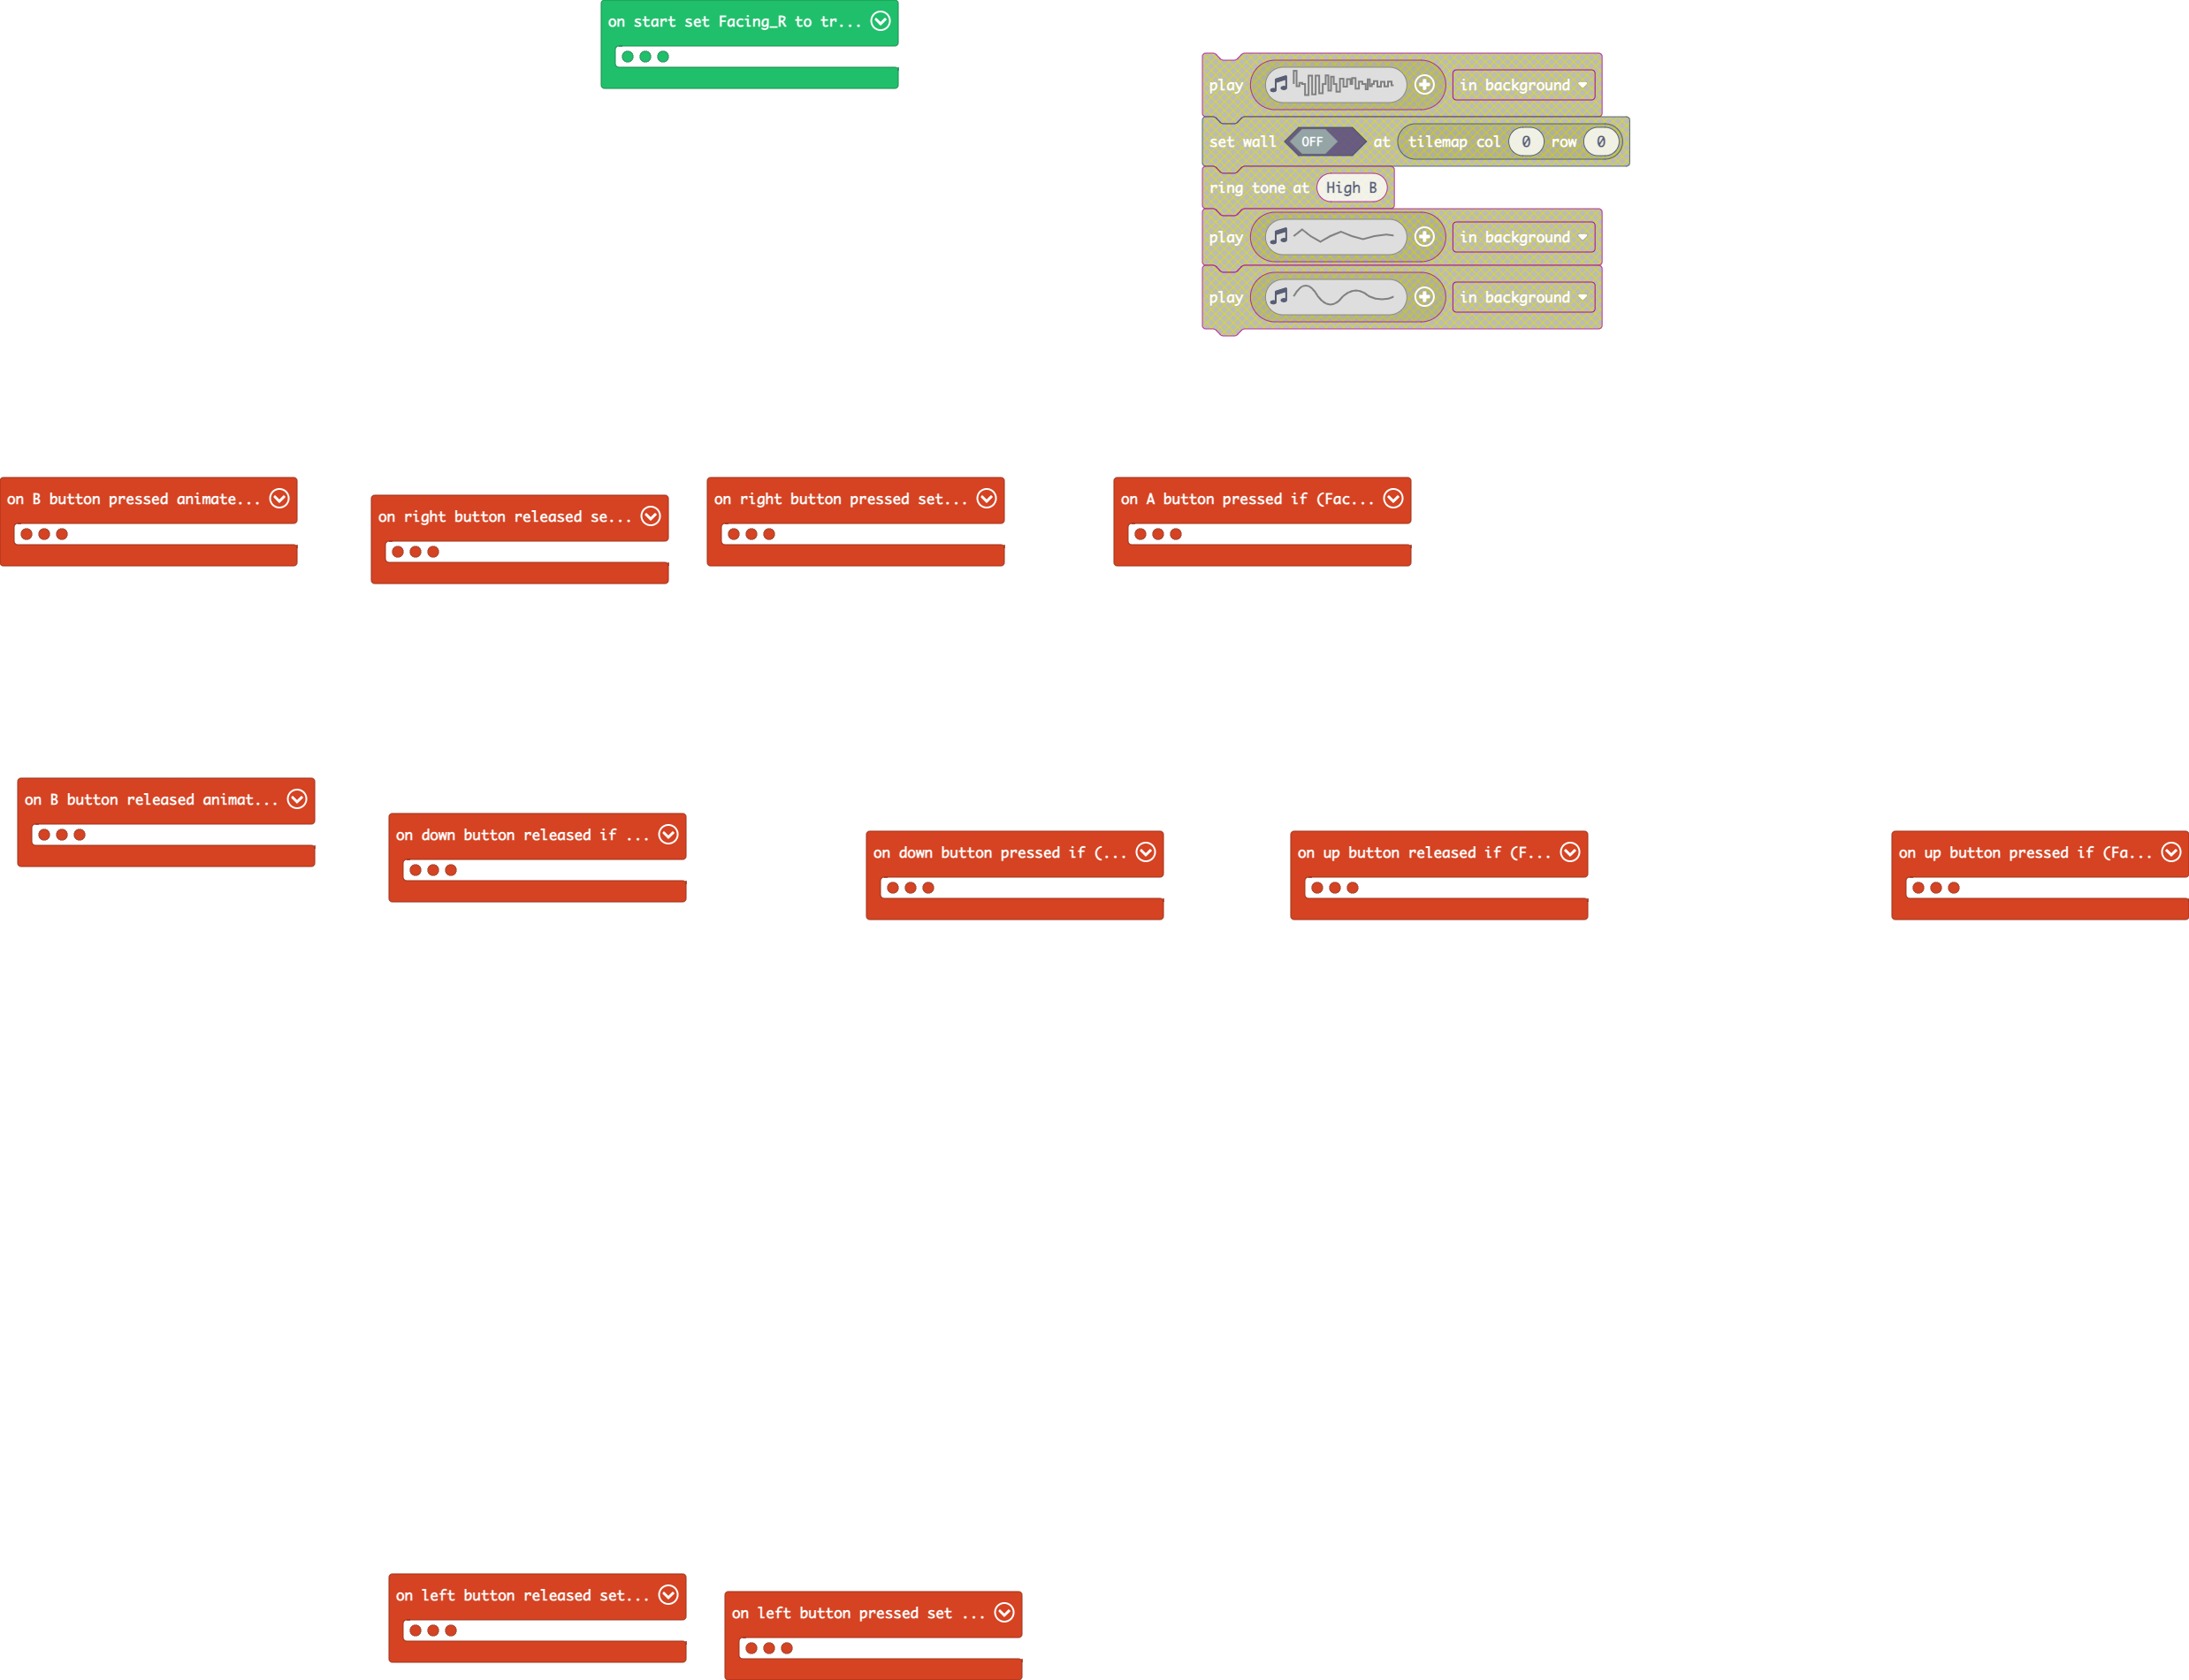 on start set Facing_R to tr...
play in background
set wall OFF at tilemap col 0 row 0
ring tone at High B
play in background
play in background
on B button pressed animate...
on right button released se...
on right button pressed set...
on A button pressed if (Fac...
on B button released animat...
on down button released if ...
on down button pressed if (...
on up button released if (F...
on up button pressed if (Fa...
on left button released set...
on left button pressed set ...